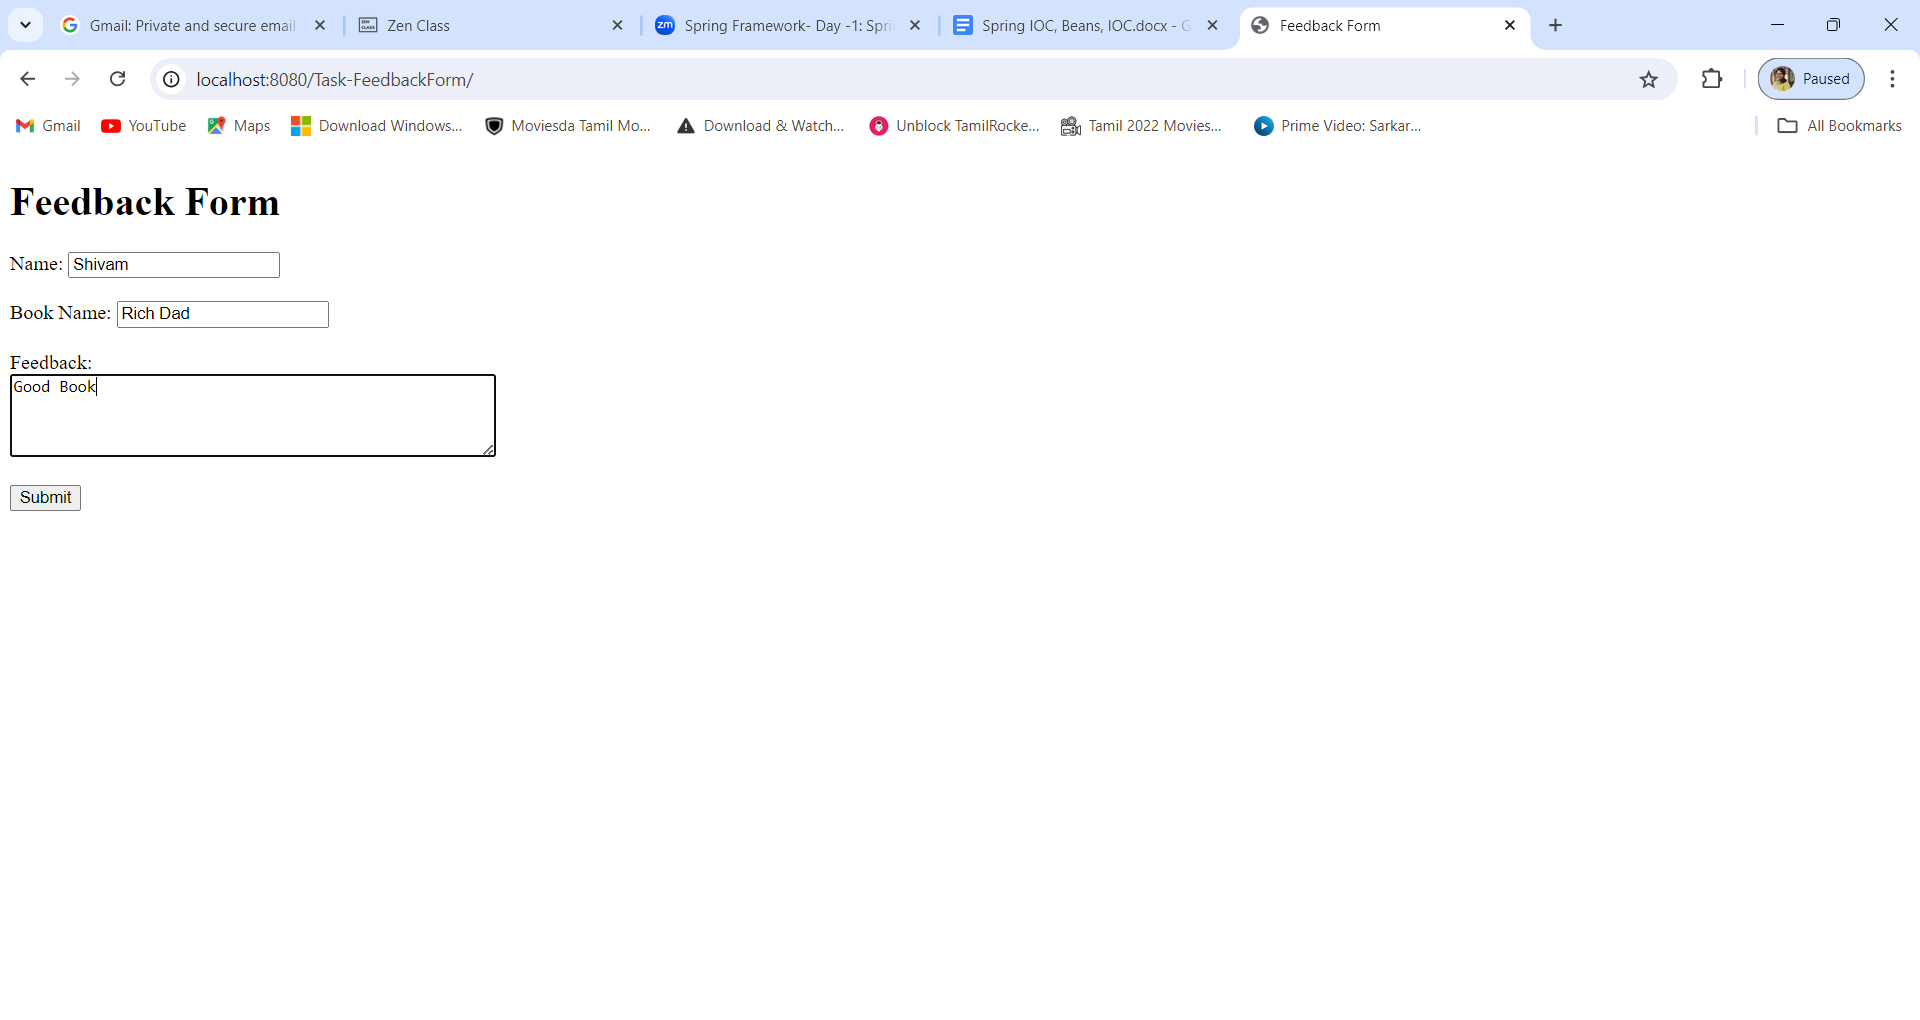 Gmail: Private and secure email
Zen Class
Spring Framework- Day -1: Spri
Spring IOC, Beans, IOC.docx - G
Feedback Form
localhost:8080/Task-FeedbackForm/
Paused
Gmail
YouTube
Maps
Download Windows...
Moviesda Tamil Mo...
Download & Watch...
Unblock TamilRocke...
Tamil 2022 Movies...
Prime Video: Sarkar...
All Bookmarks
Feedback Form
Name: Shivam
Book Name: Rich Dad
Feedback:
Good Book
Submit